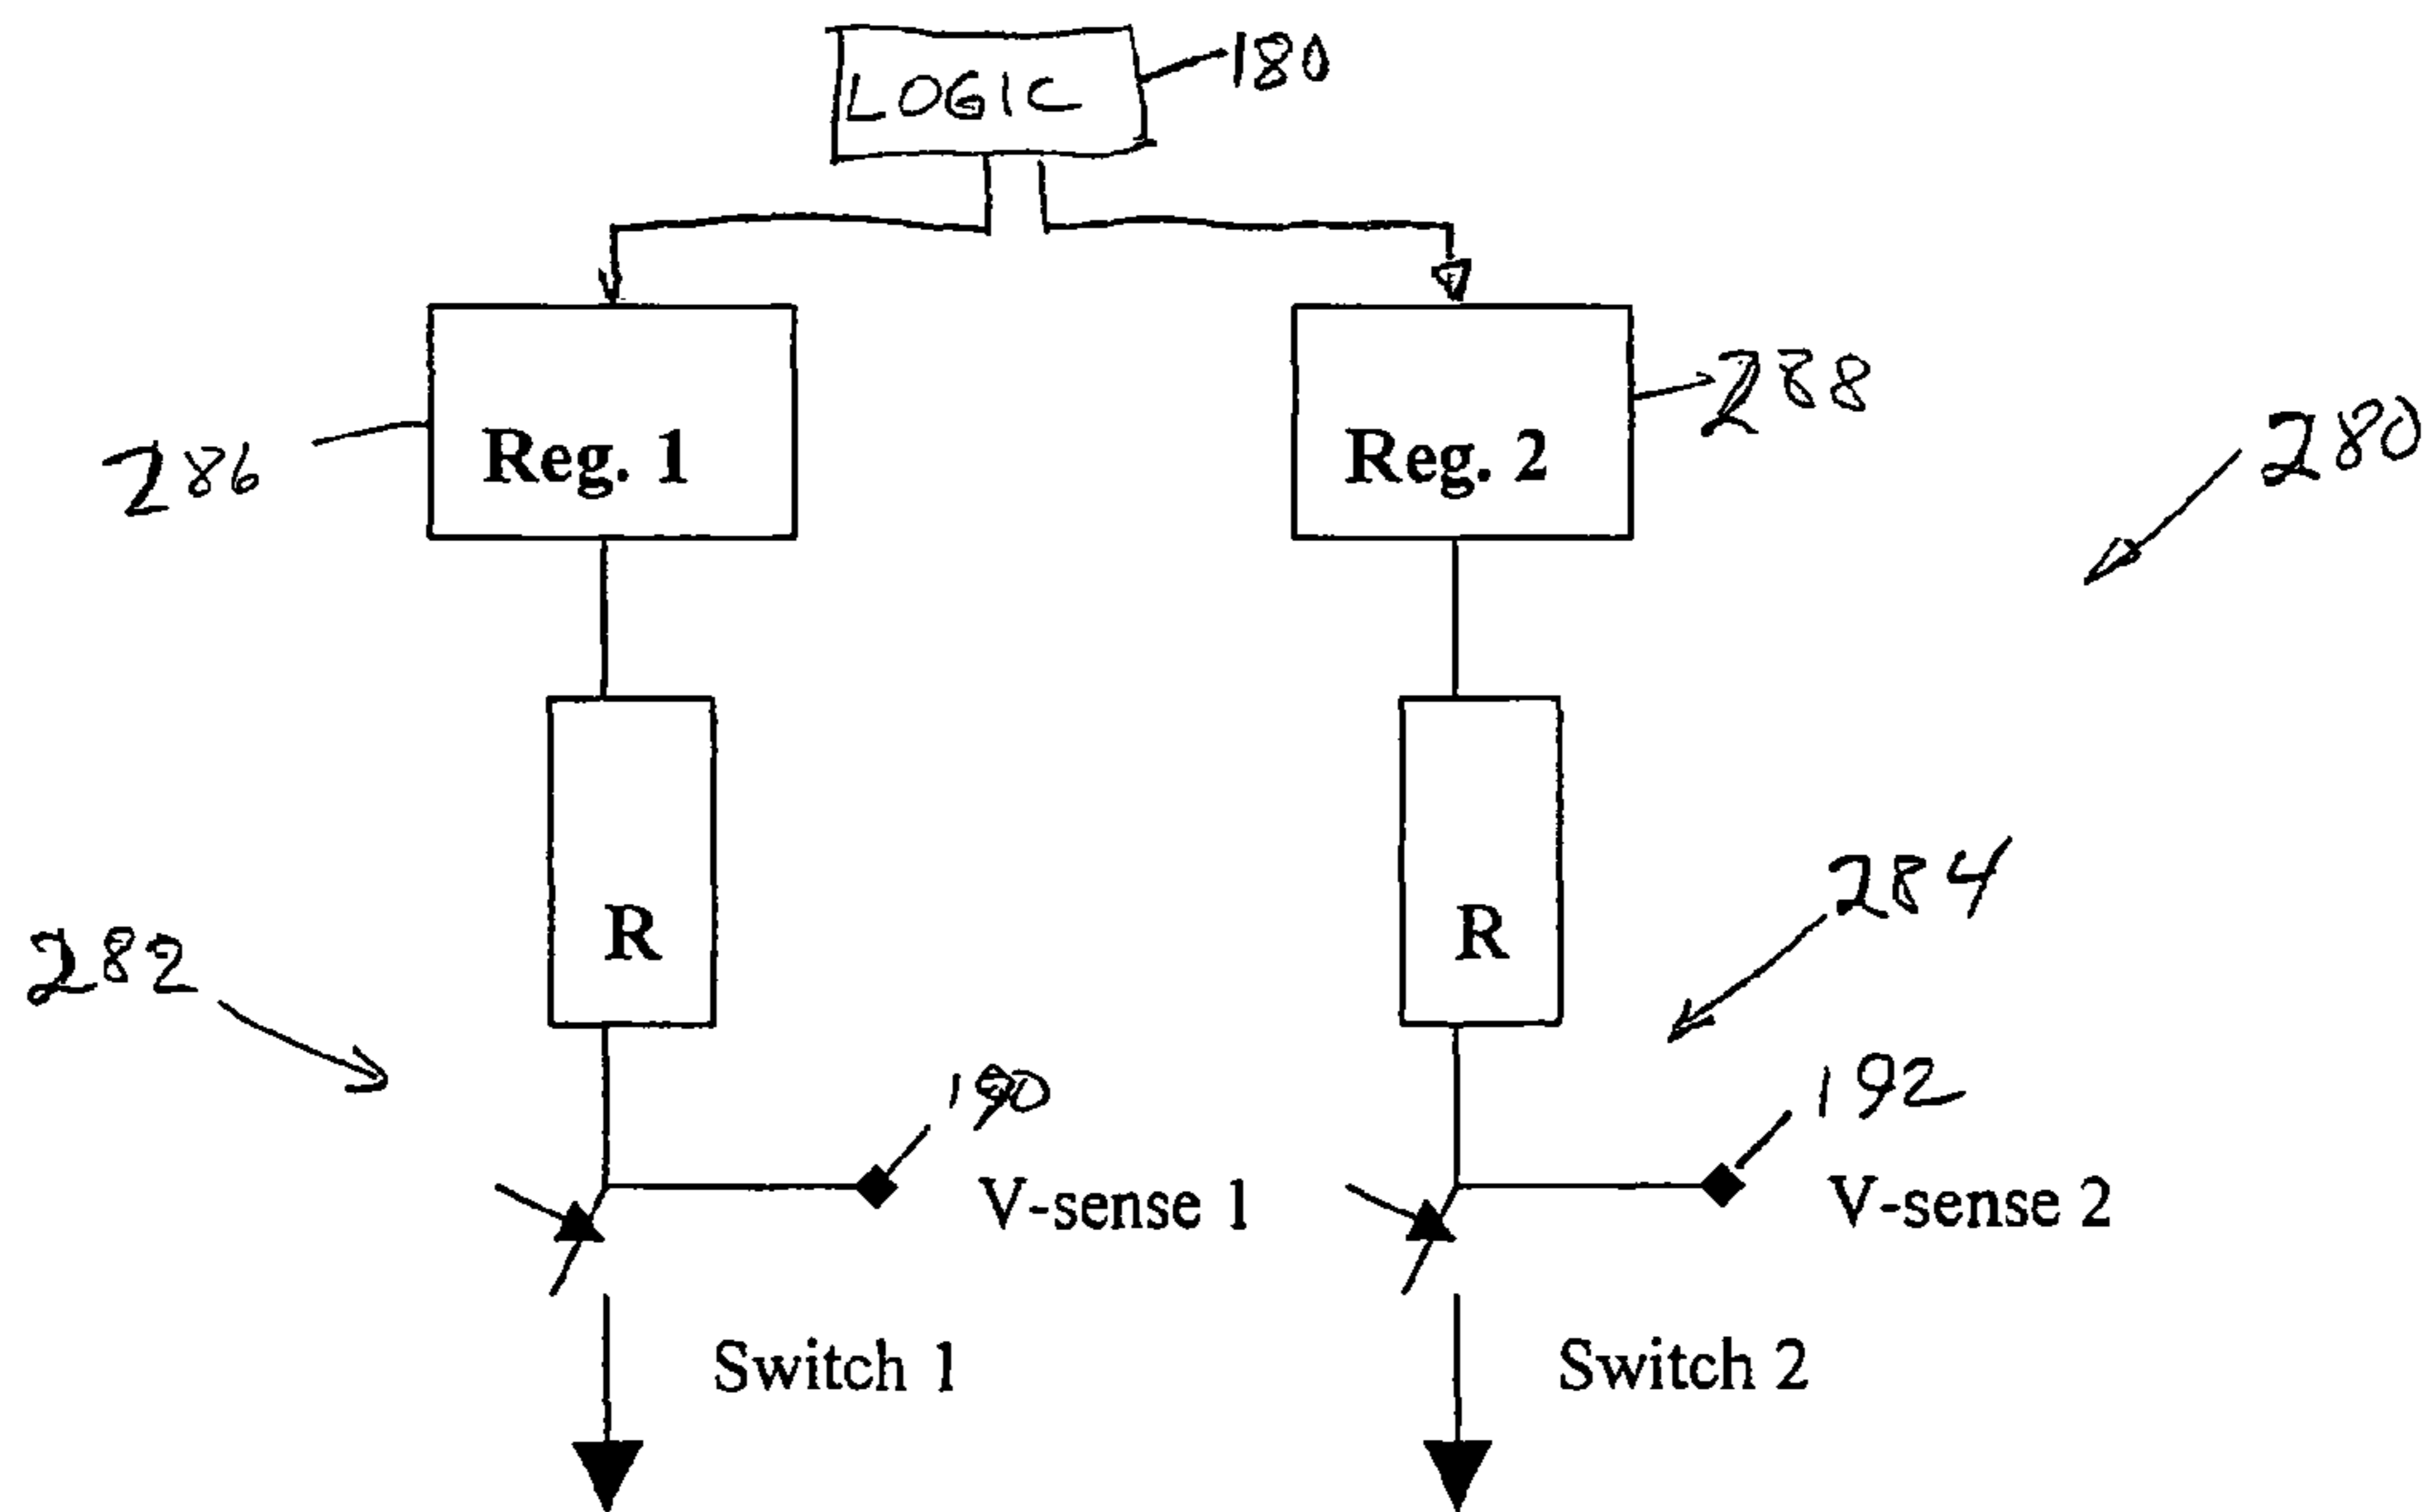 LOGIC
180
Reg. 1
286
Reg. 2
288
280
R
R
282
284
190
192
V-sense 1
V-sense 2
Switch 1
Switch 2